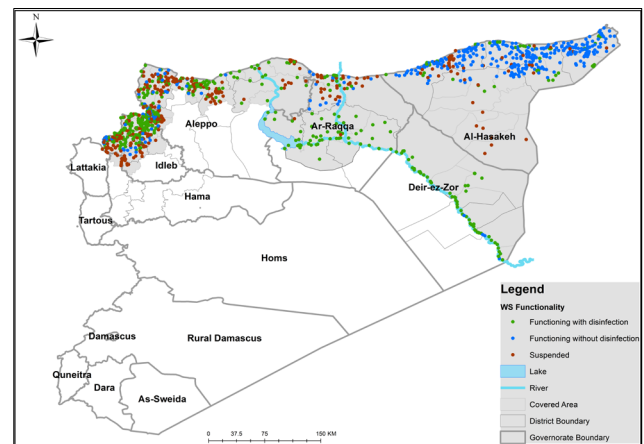 N
Aleppo
Ar-Raqqa
Al-Hasakeh
Lattakia
Idleb
Deir-ez-Zor
Hama
Tartous
Homs
Damascus
Rural Damascus
Quneitra
Dara
As-Sweida
0 37.5 75 150 KM
Legend
WS Functionality
Functioning with disinfection
Functioning without disinfection
Suspended
Lake
River
Covered Area
District Boundary
Governorate Boundary